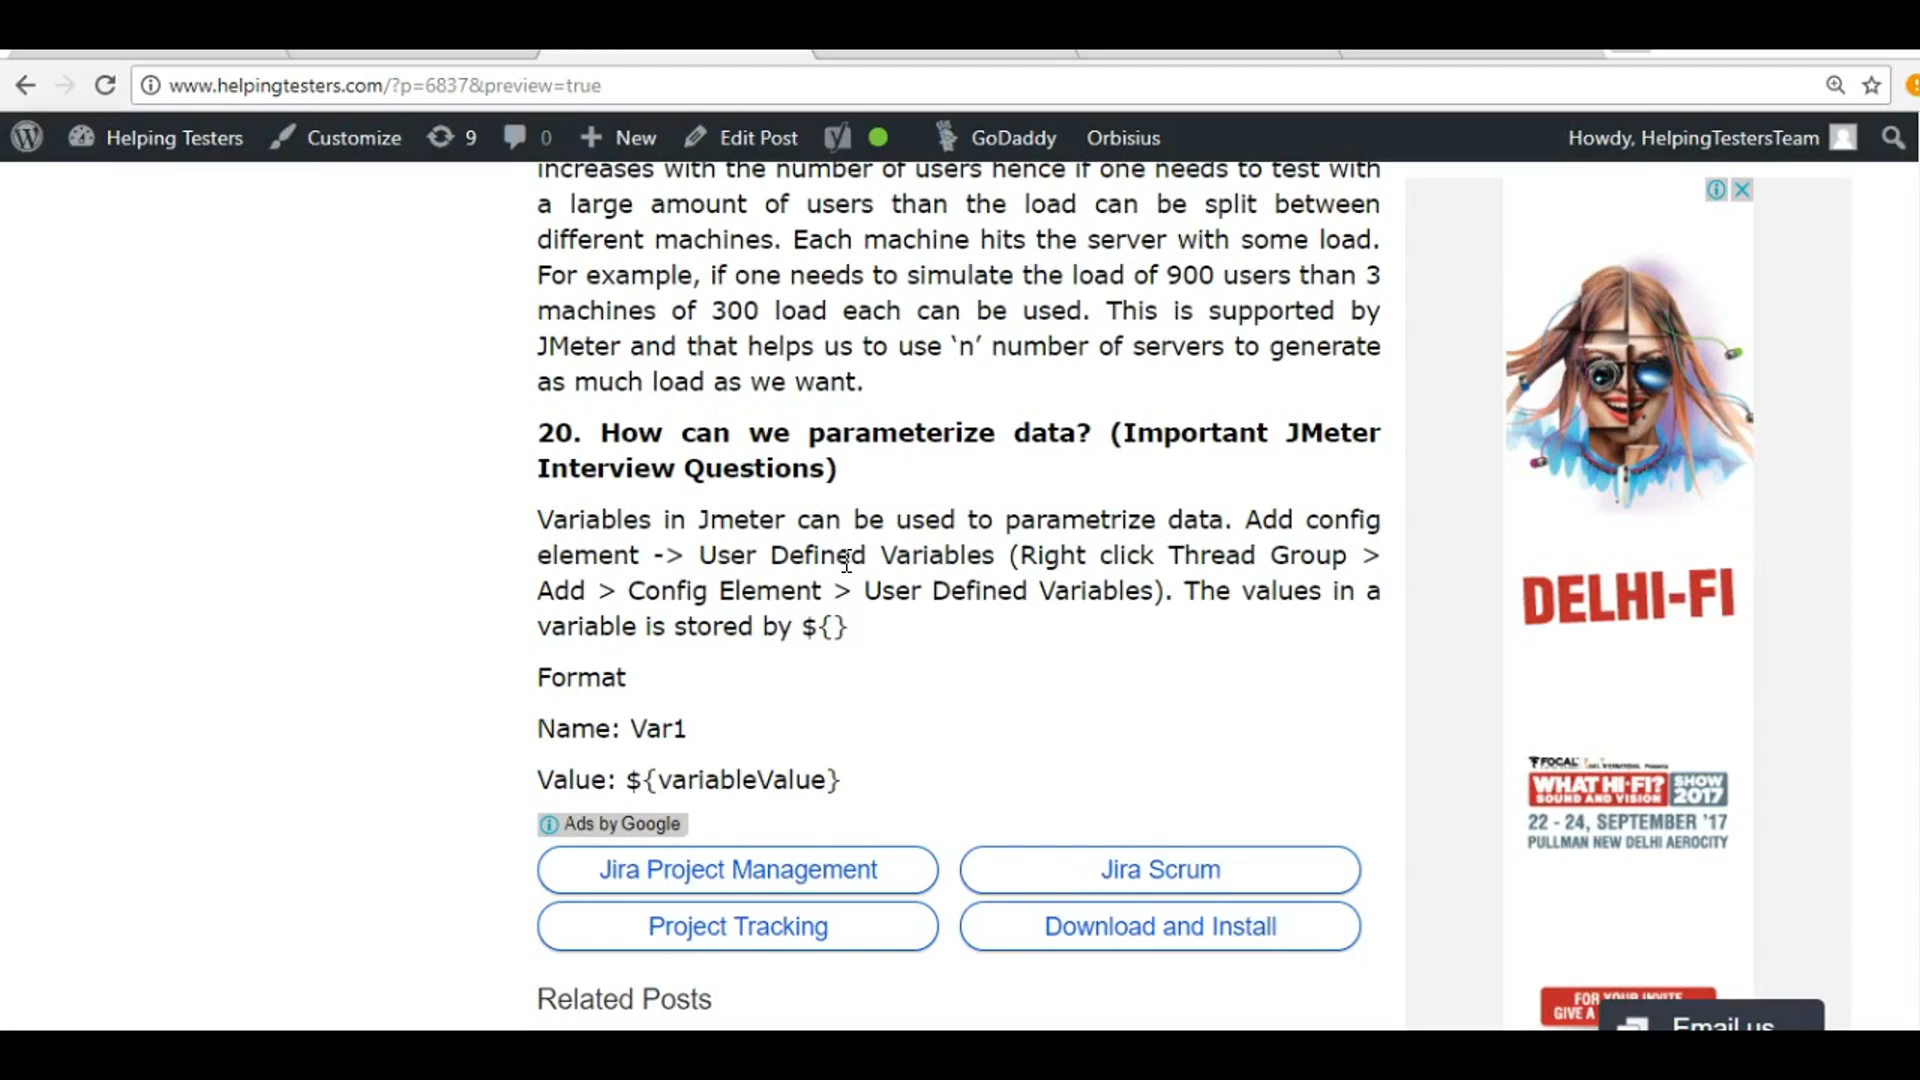 www.helpingtesters.com/?p=6837&preview=true
Helping Testers Customize 9 0 New Edit Post GoDaddy Orbisius Howdy, HelpingTestersTeam
increases with the number of users hence if one needs to test with
a large amount of users than the load can be split between
different machines. Each machine hits the server with some load.
For example, if one needs to simulate the load of 900 users than 3
machines of 300 load each can be used. This is supported by
JMeter and that helps us to use ‘n’ number of servers to generate
as much load as we want.
20. How can we parameterize data? (Important JMeter
Interview Questions)
Variables in Jmeter can be used to parametrize data. Add config
element -> User Defined Variables (Right click Thread Group >
Add > Config Element > User Defined Variables). The values in a
variable is stored by ${}
Format
Name: Var1
Value: ${variableValue}
Ads by Google
Jira Project Management
Jira Scrum
Project Tracking
Download and Install
Related Posts
DELHI-FI
FOCAL
WHAT HI-FI? SHOW
SOUND AND VISION 2017
22 - 24, SEPTEMBER '17
PULLMAN NEW DELHI AEROCITY
FOR YOUR INVITE
GIVE A
Email us